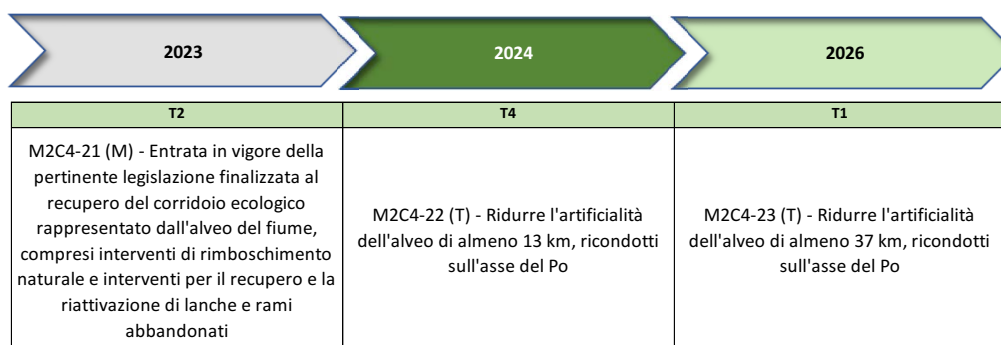 2023
2024
2026
T2
T4
T1
M2C4-21 (M) - Entrata in vigore della
pertinente legislazione finalizzata al
recupero del corridoio ecologico
rappresentato dall'alveo del fiume,
compresi interventi di rimboschimento
naturale e interventi per il recupero e la
riattivazione di lanche e rami
abbandonati
M2C4-22 (T) - Ridurre l'artificialità
dell'alveo di almeno 13 km, ricondotti
sull'asse del Po
M2C4-23 (T) - Ridurre l'artificialità
dell'alveo di almeno 37 km, ricondotti
sull'asse del Po